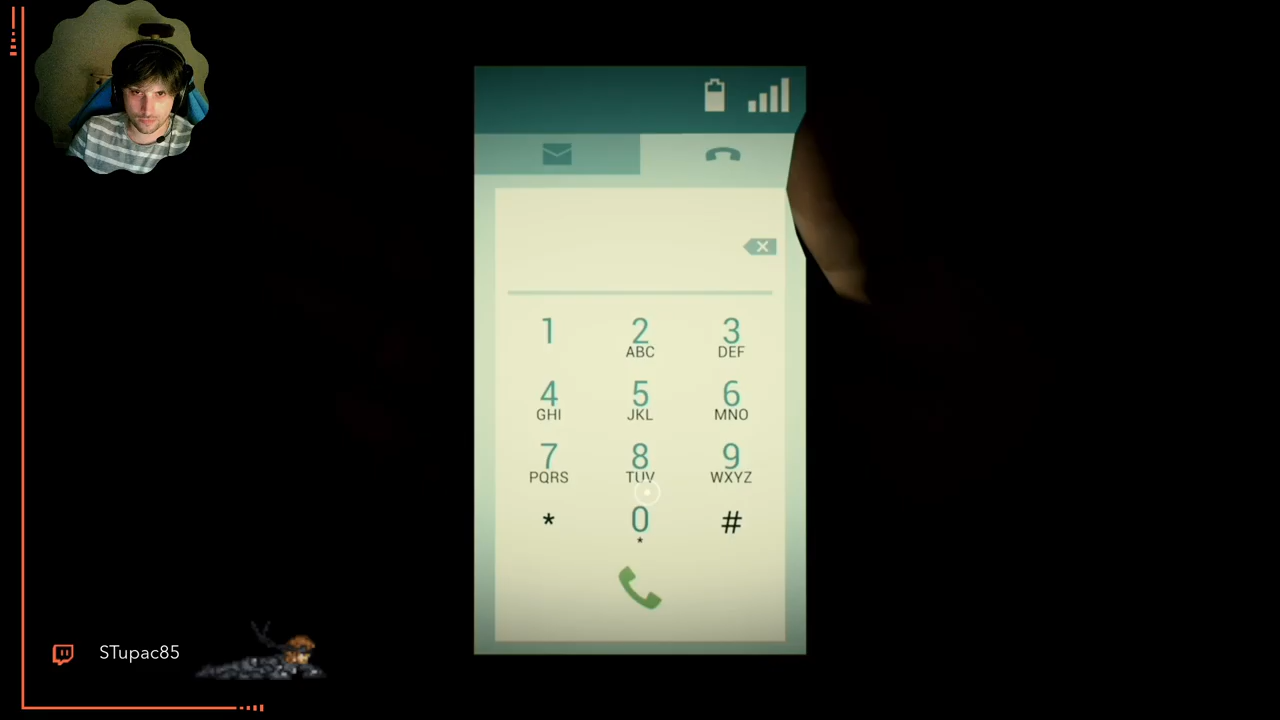 1 2 3
ABC DEF
4 5 6
GHI JKL MNO
7 8 9
PQRS TUV WXYZ
* 0 #
*
STupac85